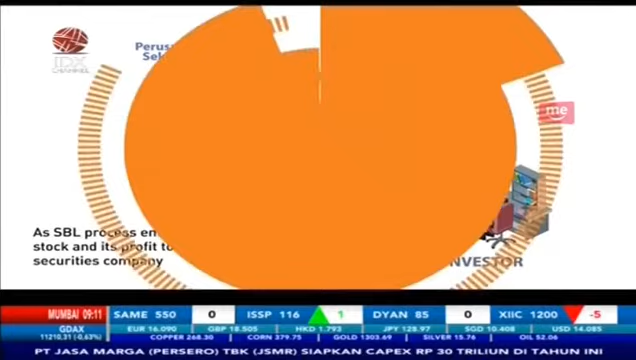 IDX
CHANNEL
Perus
Sek
me
As SBL process en
stock and its profit to
securities company
INVESTOR
MUMBAI 09:11
SAME 550 0 ISSP 116 1 DYAN 85 0 XIIC 1200 -5
GDAX
EUR 16.090 GBP 18.505 HKD 1.793 JPY 128.97 SGD 10.408 USD 14.085
11210.31 (-0,63%)
COPPER 268.30 CORN 379.75 GOLD 1303.69 SILVER 15.76 OIL 52.06
PT JASA MARGA (PERSERO) TBK (JSMR) SIAPKAN CAPEX RP 30 TRILIUN DI TAHUN INI